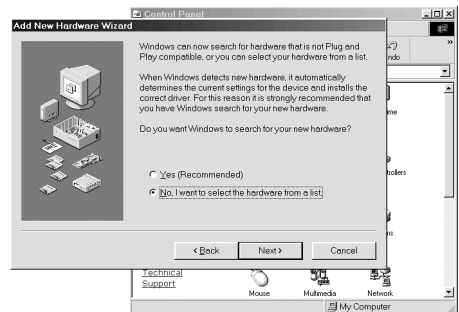 Control Panel
Add New Hardware Wizard
Windows can now search for hardware that is not Plug and
Play compatible, or you can select your hardware from a list.
When Windows detects new hardware, it automatically
determines the current settings for the device and installs the
correct driver. For this reason it is strongly recommended that
you have Windows search for your new hardware.
Do you want Windows to search for your new hardware?
Yes (Recommended)
No, I want to select the hardware from a list.
< Back
Next >
Cancel
ndo
»
ime
trollers
ns
Technical
Support
Mouse
Multimedia
Network
My Computer